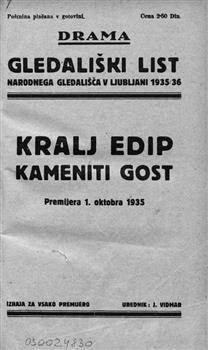 Poštnina plačana v gotovini. Cena 2·50 Din.
DRAMA
GLEDALIŠKI LIST
NARODNEGA GLEDALIŠČA V LJUBLJANI 1935/36
KRALJ EDIP
KAMENITI GOST
Premijera 1. oktobra 1935
IZHAJA ZA VSAKO PREMIJERO UREDNIK: J. VIDMAR
030024830